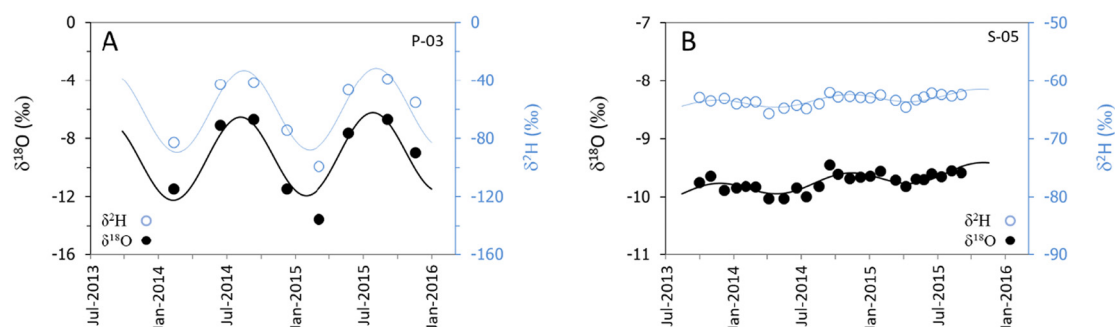 A
P-03
δ18O (‰)
0
-4
-8
-12
-16
0
-40
-80
-120
-160
δ2H (‰)
δ2H
δ18O
Jul-2013
Jan-2014
Jul-2014
Jan-2015
Jul-2015
Jan-2016
B
S-05
δ18O (‰)
-7
-8
-9
-10
-11
-50
-60
-70
-80
-90
δ2H (‰)
δ2H
δ18O
Jul-2013
Jan-2014
Jul-2014
Jan-2015
Jul-2015
Jan-2016